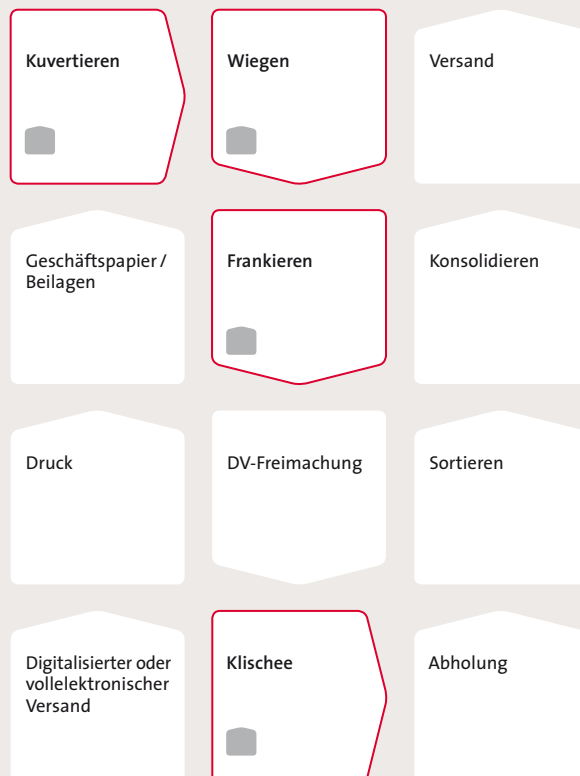 Kuvertieren
Wiegen
Versand
Geschäftspapier /
Beilagen
Frankieren
Konsolidieren
Druck
DV-Freimachung
Sortieren
Digitalisierter oder
vollelektronischer
Versand
Klischee
Abholung